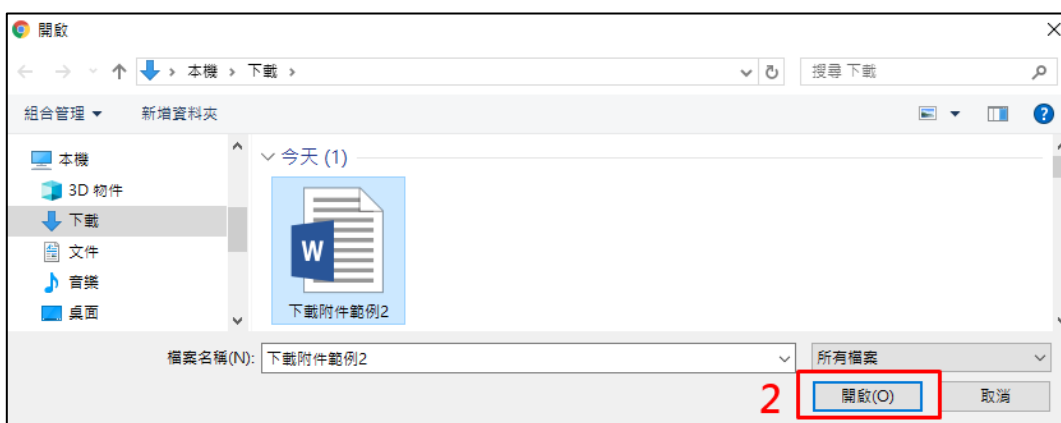 開啟
本機 › 下載 ›
搜尋 下載
組合管理
新增資料夾
?
本機
3D 物件
下載
文件
音樂
桌面
今天 (1)
W
下載附件範例2
檔案名稱(N):
下載附件範例2
所有檔案
2
開啟(O)
取消